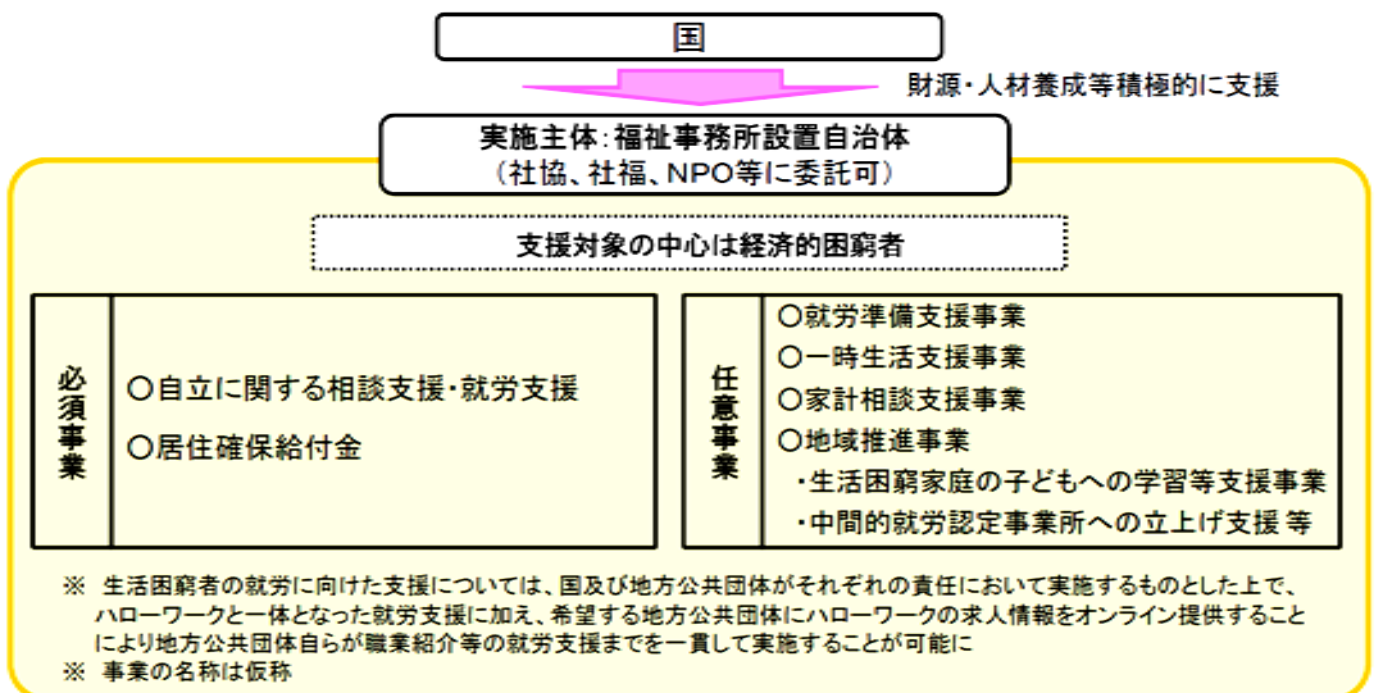 国
財源・人材養成等積極的に支援
実施主体：福祉事務所設置自治体
（社協、社福、NPO等に委託可）
支援対象の中心は経済的困窮者
必須事業
○自立に関する相談支援・就労支援
○居住確保給付金
任意事業
○就労準備支援事業
○一時生活支援事業
○家計相談支援事業
○地域推進事業
・生活困窮家庭の子どもへの学習等支援事業
・中間的就労認定事業所への立上げ支援 等
※ 生活困窮者の就労に向けた支援については、国及び地方公共団体がそれぞれの責任において実施するものとした上で、
ハローワークと一体となった就労支援に加え、希望する地方公共団体にハローワークの求人情報をオンライン提供すること
により地方公共団体自らが職業紹介等の就労支援までを一貫して実施することが可能に
※ 事業の名称は仮称